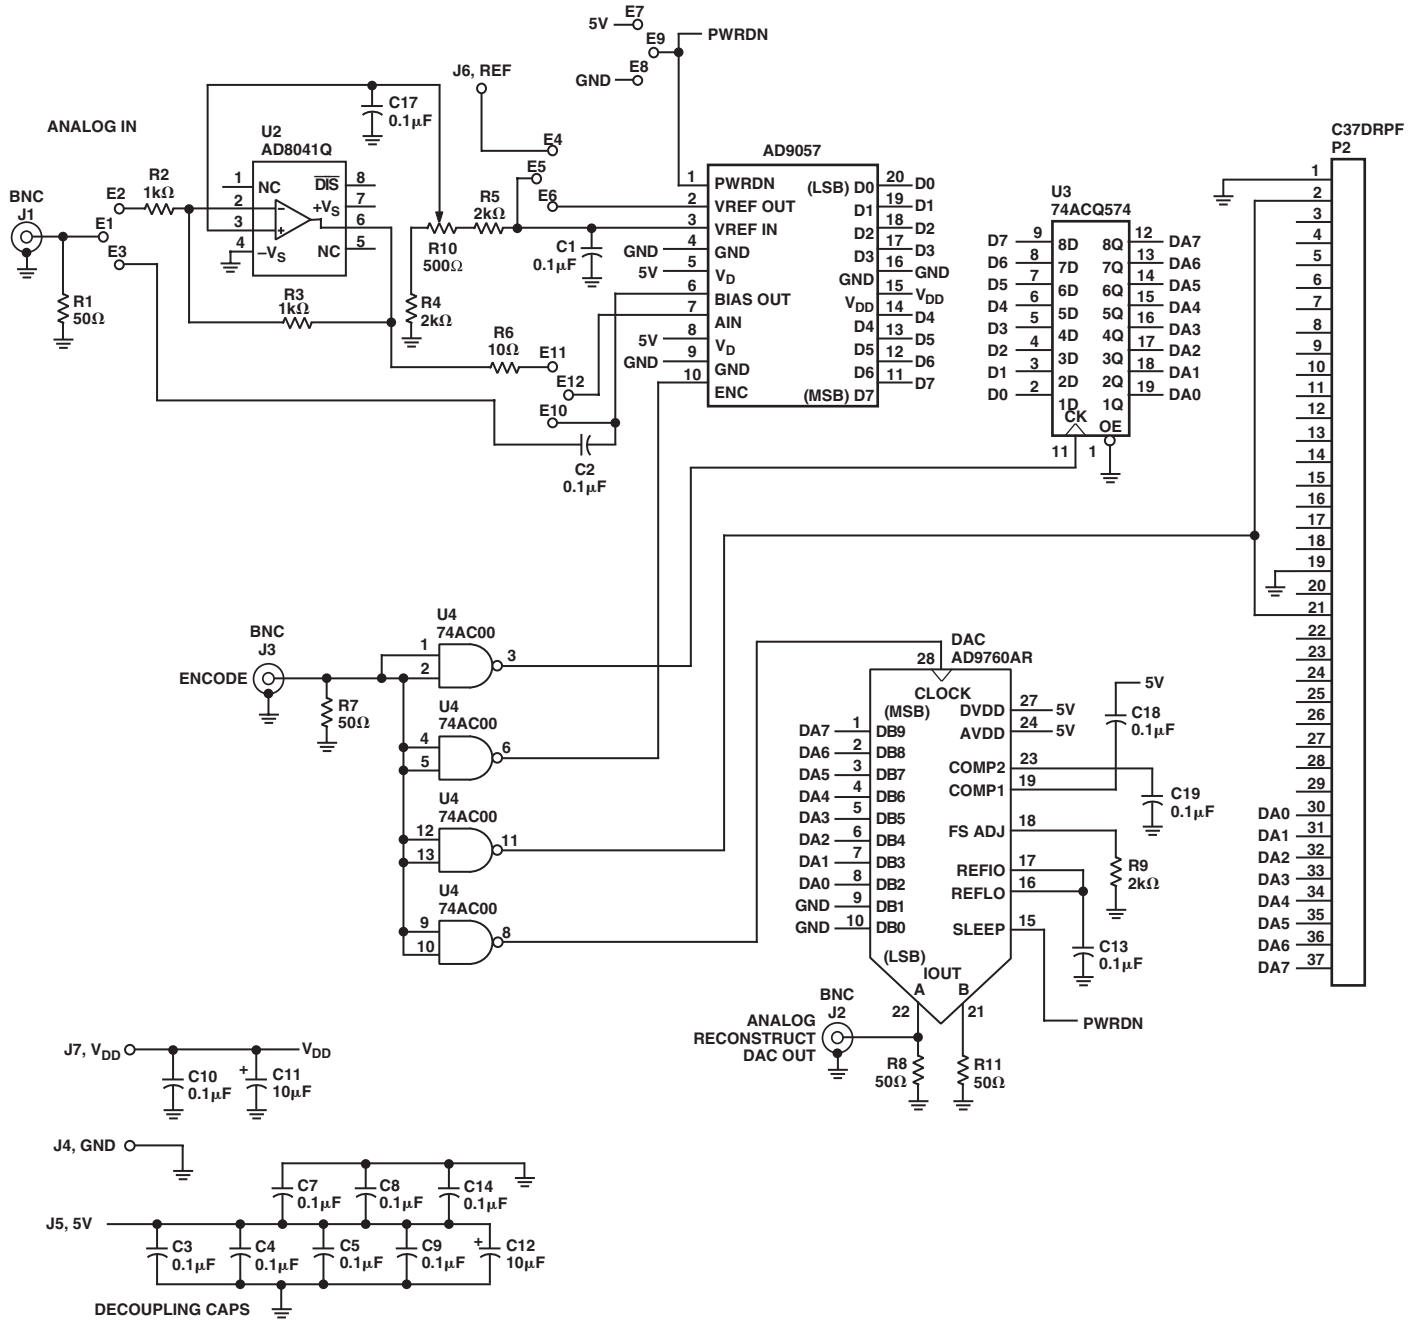 E7
5V
E9
PWRDN
GND
E8
J6, REF
C17
0.1µF
ANALOG IN
U2
AD8041Q
1
NC
DIS
8
2
+VS
7
3
6
4
–VS
NC
5
R2
1kΩ
E2
BNC
J1
E1
E3
R1
50Ω
R3
1kΩ
R10
500Ω
R5
2kΩ
R4
2kΩ
E4
E5
E6
C1
0.1µF
R6
10Ω
E11
E12
E10
C2
0.1µF
AD9057
1
PWRDN
2
VREF OUT
3
VREF IN
GND
4
GND
5V
5
VD
6
BIAS OUT
7
AIN
5V
8
VD
GND
9
GND
10
ENC
(LSB) D0
20
D0
D1
19
D1
D2
18
D2
D3
17
D3
GND
16
GND
VDD
15
VDD
D4
14
D4
D5
13
D5
D6
12
D6
(MSB) D7
11
D7
U3
74ACQ574
D7
9
8D
8Q
12
DA7
D6
8
7D
7Q
13
DA6
D5
7
6D
6Q
14
DA5
D4
6
5D
5Q
15
DA4
D3
5
4D
4Q
16
DA3
D2
4
3D
3Q
17
DA2
D1
3
2D
2Q
18
DA1
D0
2
1D
1Q
19
DA0
CK
OE
11
1
C37DRPF
P2
1
2
3
4
5
6
7
8
9
10
11
12
13
14
15
16
17
18
19
20
21
22
23
24
25
26
27
28
29
DA0
30
DA1
31
DA2
32
DA3
33
DA4
34
DA5
35
DA6
36
DA7
37
BNC
J3
ENCODE
R7
50Ω
U4
74AC00
1
2
3
U4
74AC00
4
5
6
U4
74AC00
12
13
11
U4
74AC00
9
10
8
DAC
AD9760AR
28
CLOCK
(MSB)
DA7
1
DB9
DA6
2
DB8
DA5
3
DB7
DA4
4
DB6
DA3
5
DB5
DA2
6
DB4
DA1
7
DB3
DA0
8
DB2
GND
9
DB1
GND
10
DB0
(LSB)
DVDD
27
5V
AVDD
24
5V
COMP2
23
COMP1
19
FS ADJ
18
REFIO
17
REFLO
16
SLEEP
15
IOUT
A
B
22
21
5V
C18
0.1µF
C19
0.1µF
R9
2kΩ
C13
0.1µF
PWRDN
BNC
J2
ANALOG
RECONSTRUCT
DAC OUT
R8
50Ω
R11
50Ω
J7, VDD
VDD
C10
0.1µF
+
C11
10µF
J4, GND
C7
0.1µF
C8
0.1µF
C14
0.1µF
J5, 5V
C3
0.1µF
C4
0.1µF
C5
0.1µF
C9
0.1µF
+
C12
10µF
DECOUPLING CAPS